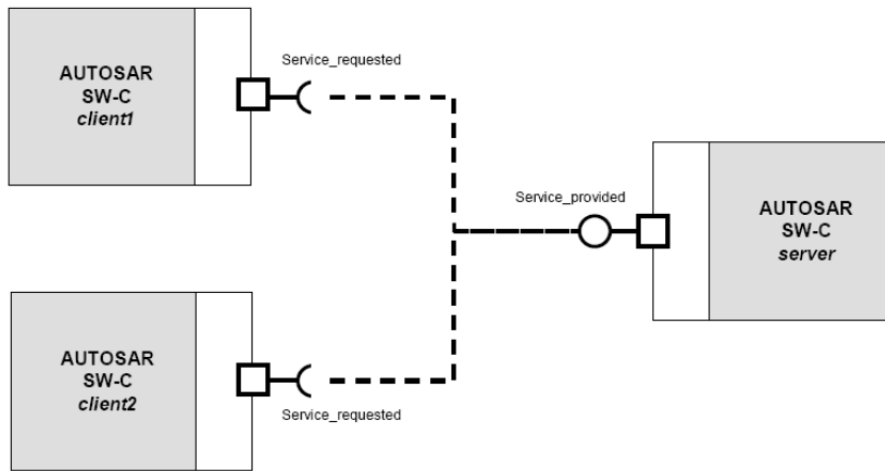 AUTOSAR
SW-C
client1
Service_requested
Service_provided
AUTOSAR
SW-C
server
AUTOSAR
SW-C
client2
Service_requested